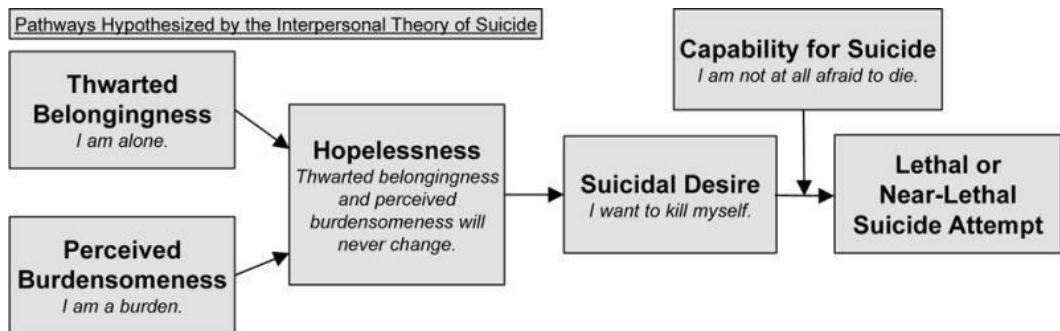 Pathways Hypothesized by the Interpersonal Theory of Suicide
Thwarted
Belongingness
I am alone.
Perceived
Burdensomeness
I am a burden.
Hopelessness
Thwarted belongingness
and perceived
burdensomeness will
never change.
Suicidal Desire
I want to kill myself.
Capability for Suicide
I am not at all afraid to die.
Lethal or
Near-Lethal
Suicide Attempt